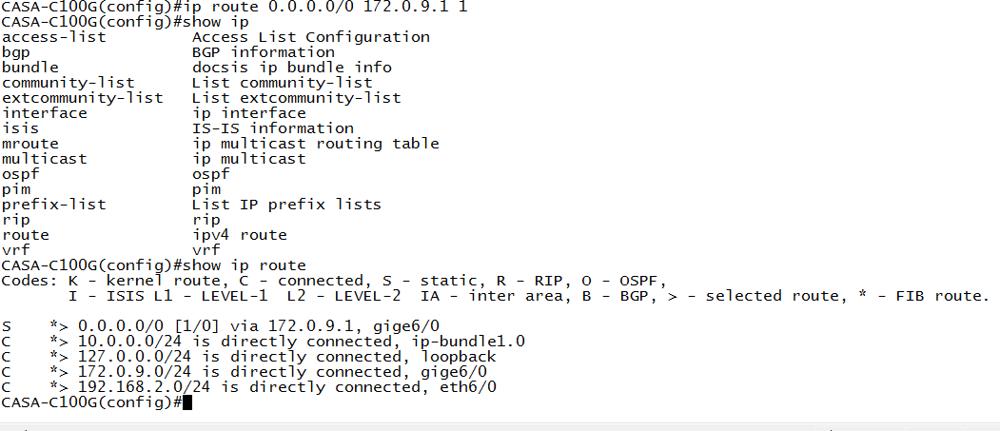 CASA-C100G(config)#ip route 0.0.0.0/0 172.0.9.1 1
CASA-C100G(config)#show ip
access-list          Access List Configuration
bgp                  BGP information
bundle               docsis ip bundle info
community-list       List community-list
extcommunity-list    List extcommunity-list
interface            ip interface
isis                 IS-IS information
mroute               ip multicast routing table
multicast            ip multicast
ospf                 ospf
pim                  pim
prefix-list          List IP prefix lists
rip                  rip
route                ipv4 route
vrf                  vrf
CASA-C100G(config)#show ip route
Codes: K - kernel route, C - connected, S - static, R - RIP, O - OSPF,
       I - ISIS L1 - LEVEL-1  L2 - LEVEL-2  IA - inter area, B - BGP, > - selected route, * - FIB route.
S    *> 0.0.0.0/0 [1/0] via 172.0.9.1, gige6/0
C    *> 10.0.0.0/24 is directly connected, ip-bundle1.0
C    *> 127.0.0.0/24 is directly connected, loopback
C    *> 172.0.9.0/24 is directly connected, gige6/0
C    *> 192.168.2.0/24 is directly connected, eth6/0
CASA-C100G(config)#